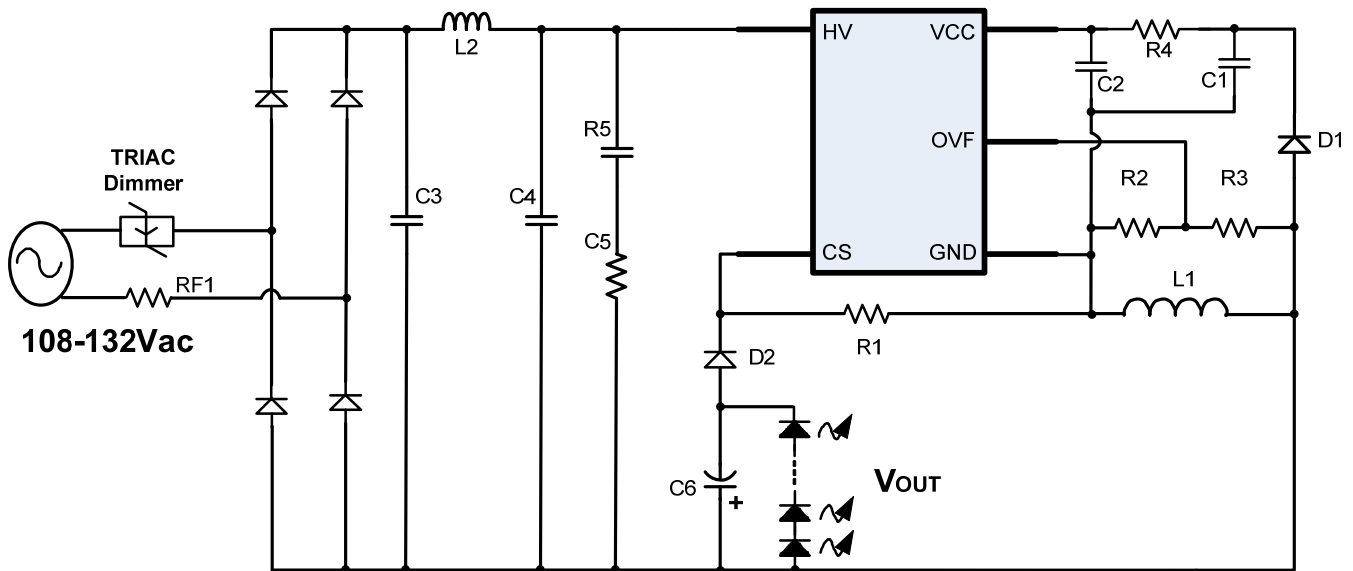 L2
HV
VCC
R4
C2
C1
R5
OVF
D1
TRIAC
Dimmer
R2
R3
C3
C4
C5
CS
GND
RF1
L1
108-132Vac
R1
D2
VOUT
C6
+